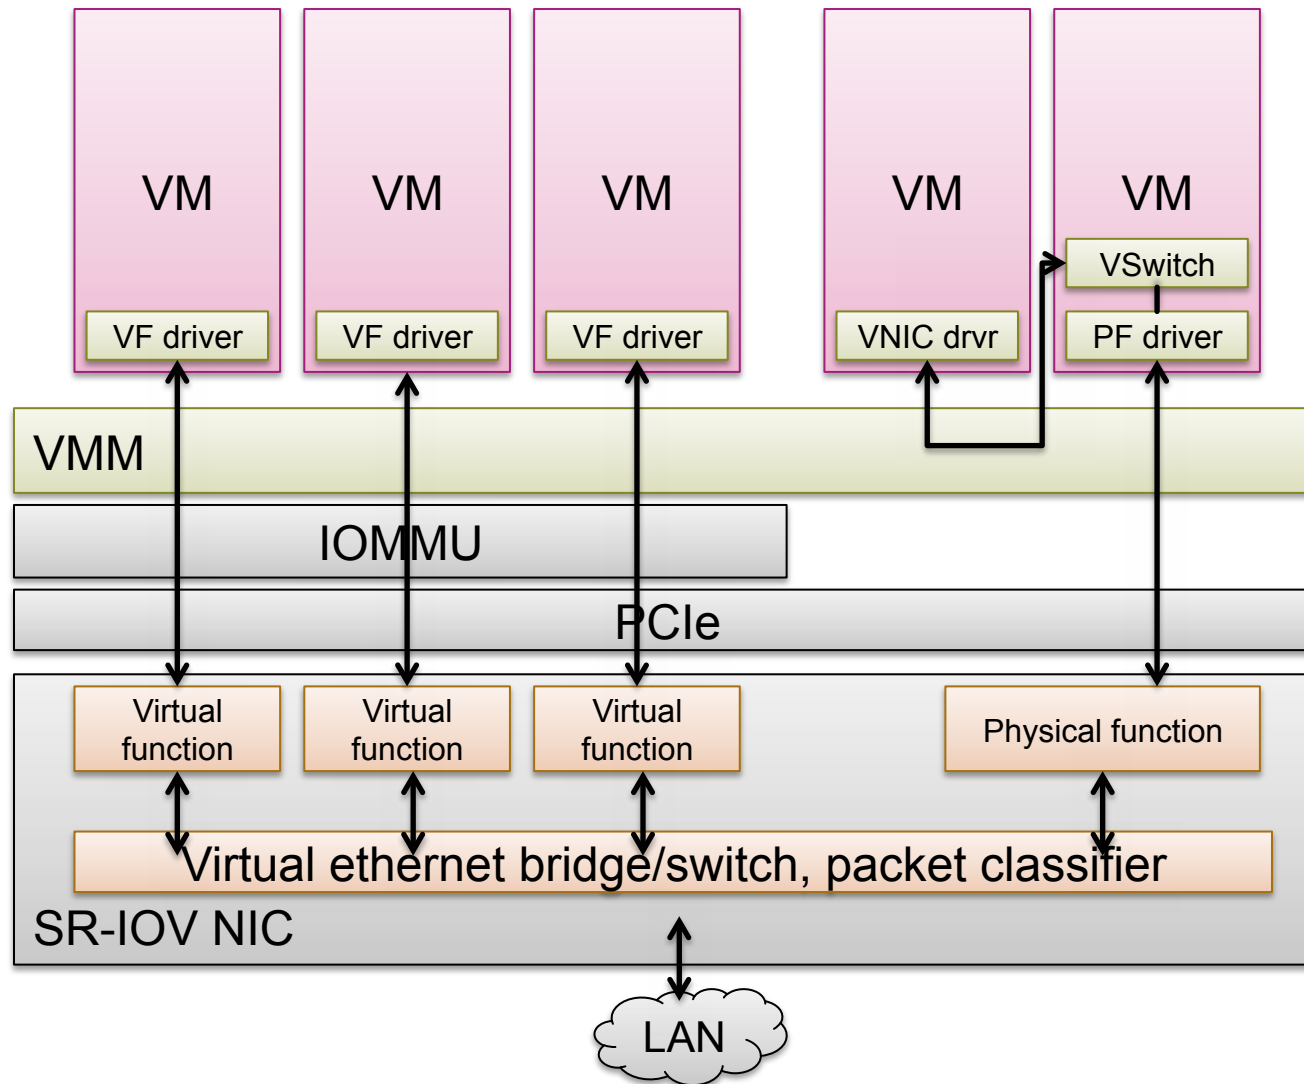 VM
VM
VM
VM
VM
VSwitch
VF driver
VF driver
VF driver
VNIC drvr
PF driver
VMM
IOMMU
PCIe
Virtual
function
Virtual
function
Virtual
function
Physical function
Virtual ethernet bridge/switch, packet classifier
SR-IOV NIC
LAN